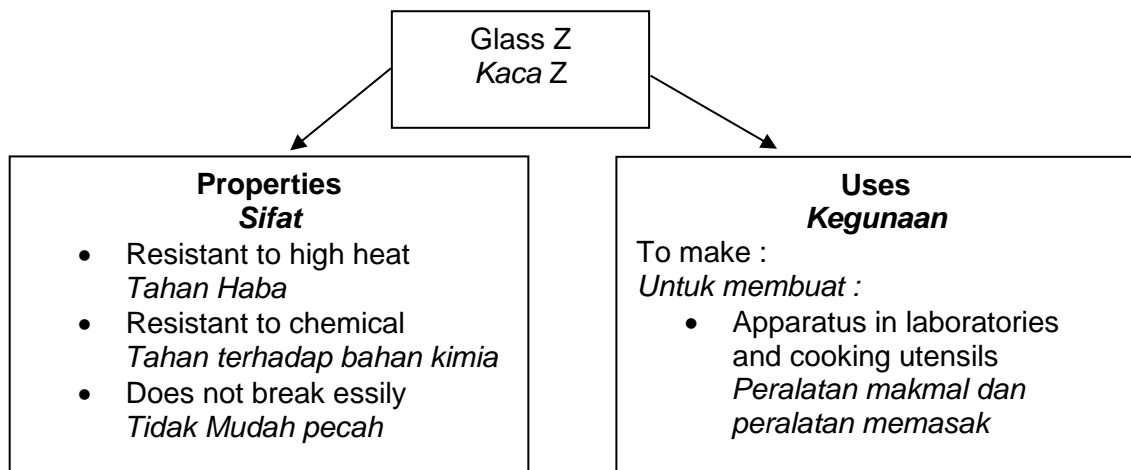 Glass Z
Kaca Z
Properties
Sifat
• Resistant to high heat
Tahan Haba
• Resistant to chemical
Tahan terhadap bahan kimia
• Does not break essily
Tidak Mudah pecah
Uses
Kegunaan
To make :
Untuk membuat :
• Apparatus in laboratories
and cooking utensils
Peralatan makmal dan
peralatan memasak